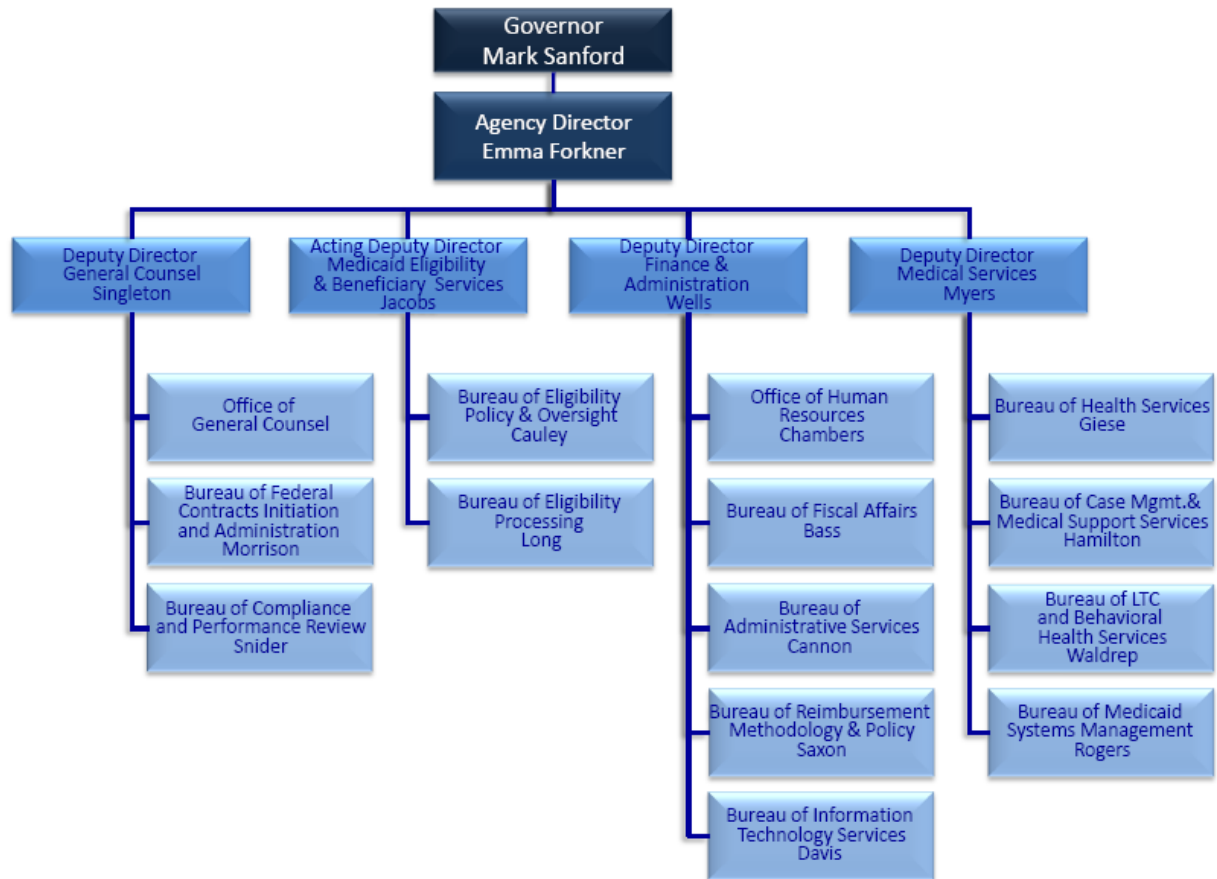 Governor
Mark Sanford
Agency Director
Emma Forkner
Deputy Director
General Counsel
Singleton
Acting Deputy Director
Medicaid Eligibility
& Beneficiary Services
Jacobs
Deputy Director
Finance &
Administration
Wells
Deputy Director
Medical Services
Myers
Office of
General Counsel
Bureau of Federal
Contracts Initiation
and Administration
Morrison
Bureau of Compliance
and Performance Review
Snider
Bureau of Eligibility
Policy & Oversight
Cauley
Bureau of Eligibility
Processing
Long
Office of Human
Resources
Chambers
Bureau of Fiscal Affairs
Bass
Bureau of
Administrative Services
Cannon
Bureau of Reimbursement
Methodology & Policy
Saxon
Bureau of Information
Technology Services
Davis
Bureau of Health Services
Giese
Bureau of Case Mgmt.&
Medical Support Services
Hamilton
Bureau of LTC
and Behavioral
Health Services
Waldrep
Bureau of Medicaid
Systems Management
Rogers